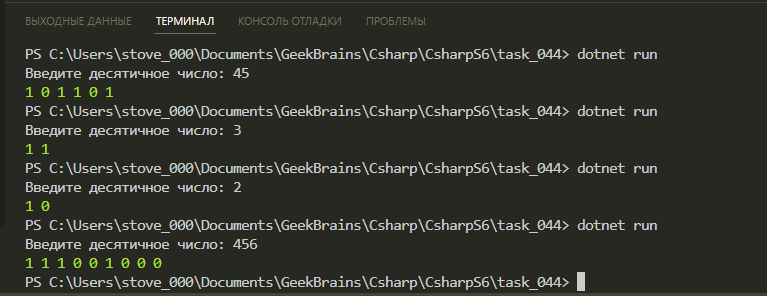 ВЫХОДНЫЕ ДАННЫЕ ТЕРМИНАЛ КОНСОЛЬ ОТЛАДКИ ПРОБЛЕМЫ
PS C:\Users\stove_000\Documents\GeekBrains\Csharp\CsharpS6\task_044> dotnet run
Введите десятичное число: 45
1 0 1 1 0 1
PS C:\Users\stove_000\Documents\GeekBrains\Csharp\CsharpS6\task_044> dotnet run
Введите десятичное число: 3
1 1
PS C:\Users\stove_000\Documents\GeekBrains\Csharp\CsharpS6\task_044> dotnet run
Введите десятичное число: 2
1 0
PS C:\Users\stove_000\Documents\GeekBrains\Csharp\CsharpS6\task_044> dotnet run
Введите десятичное число: 456
1 1 1 0 0 1 0 0 0
PS C:\Users\stove_000\Documents\GeekBrains\Csharp\CsharpS6\task_044>